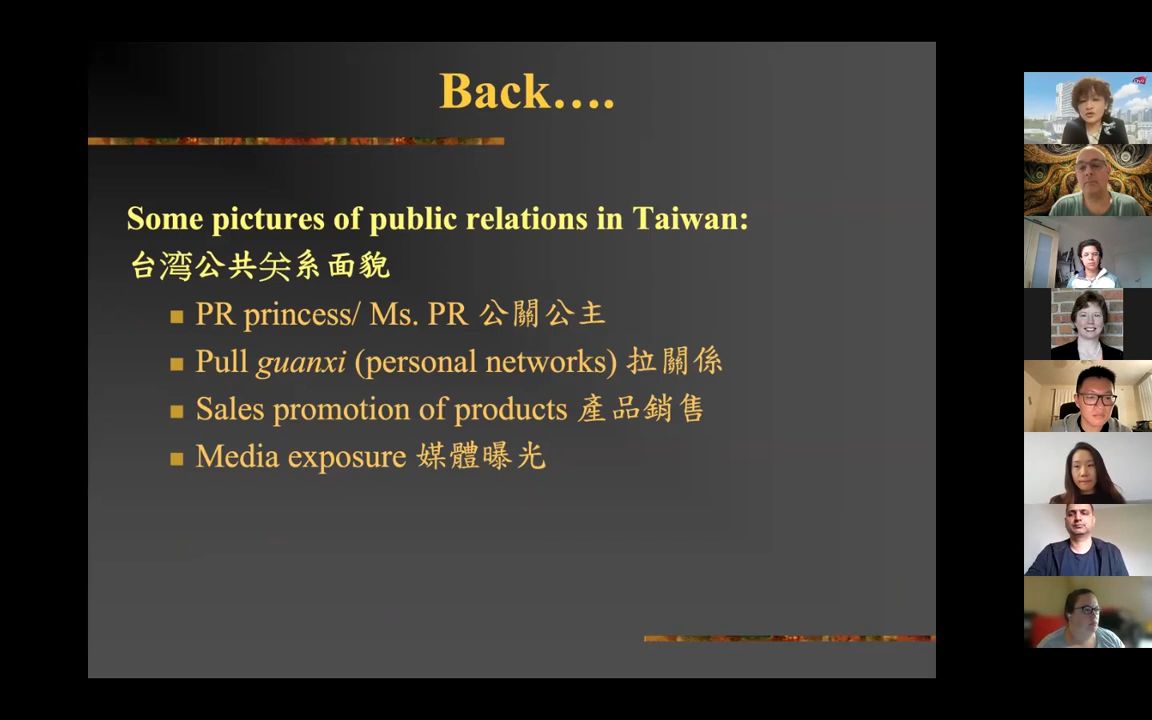 Back....
Some pictures of public relations in Taiwan:
台湾公共关系面貌
PR princess/ Ms. PR 公關公主
Pull guanxi (personal networks) 拉關係
Sales promotion of products 產品銷售
Media exposure 媒體曝光